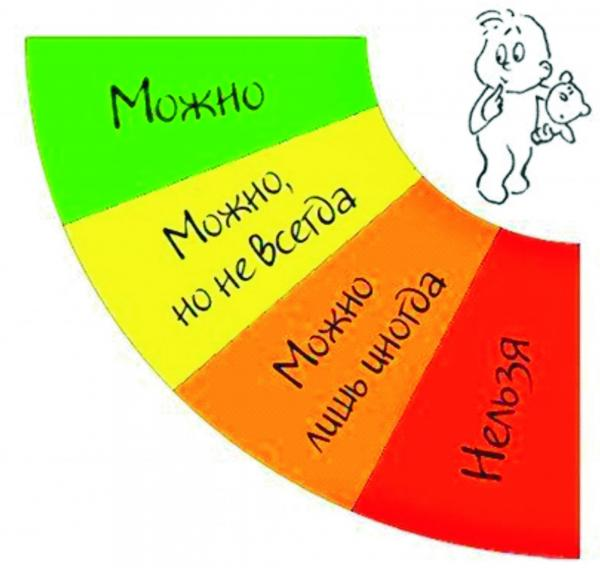 Можно
Можно,
но не всегда
Можно
лишь иногда
Нельзя